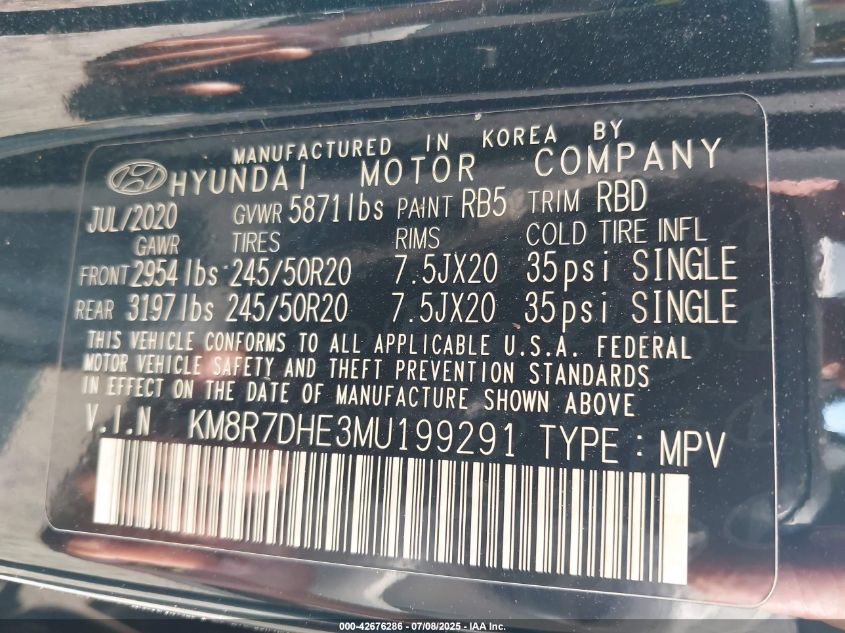 MANUFACTURED IN KOREA BY
HYUNDAI MOTOR COMPANY
JUL/2020 GVWR 5871lbs PAINT RB5 TRIM RBD
GAWR TIRES RIMS COLD TIRE INFL
FRONT 2954lbs 245/50R20 7.5JX20 35psi SINGLE
REAR 3197lbs 245/50R20 7.5JX20 35psi SINGLE
THIS VEHICLE CONFORMS TO ALL APPLICABLE U.S.A. FEDERAL
MOTOR VEHICLE SAFETY AND THEFT PREVENTION STANDARDS
IN EFFECT ON THE DATE OF MANUFACTURE SHOWN ABOVE
V.I.N KM8R7DHE3MU199291 TYPE : MPV
000-42676286 - 07/08/2025 - IAA Inc.